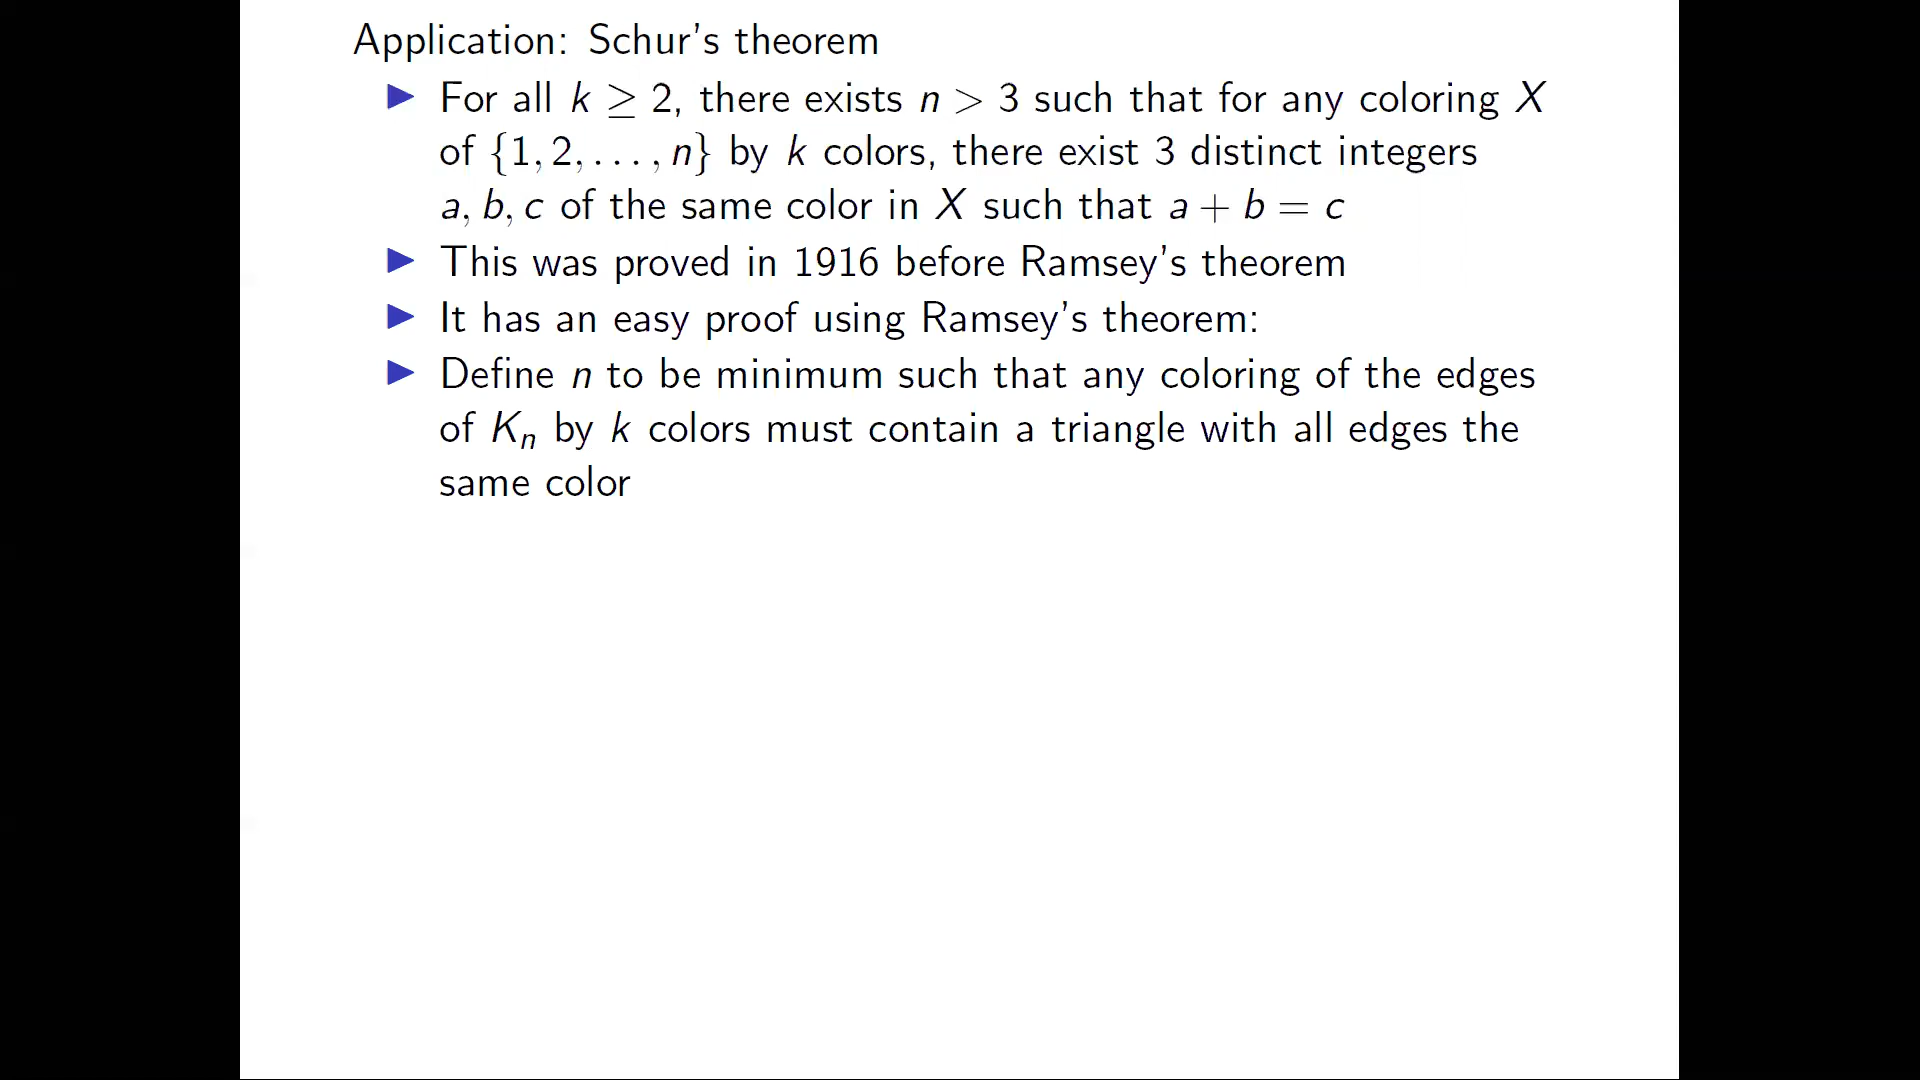 Application: Schur's theorem
▶ For all k ≥ 2, there exists n > 3 such that for any coloring X
of {1, 2, . . . , n} by k colors, there exist 3 distinct integers
a, b, c of the same color in X such that a + b = c
▶ This was proved in 1916 before Ramsey's theorem
▶ It has an easy proof using Ramsey's theorem:
▶ Define n to be minimum such that any coloring of the edges
of Kₙ by k colors must contain a triangle with all edges the
same color